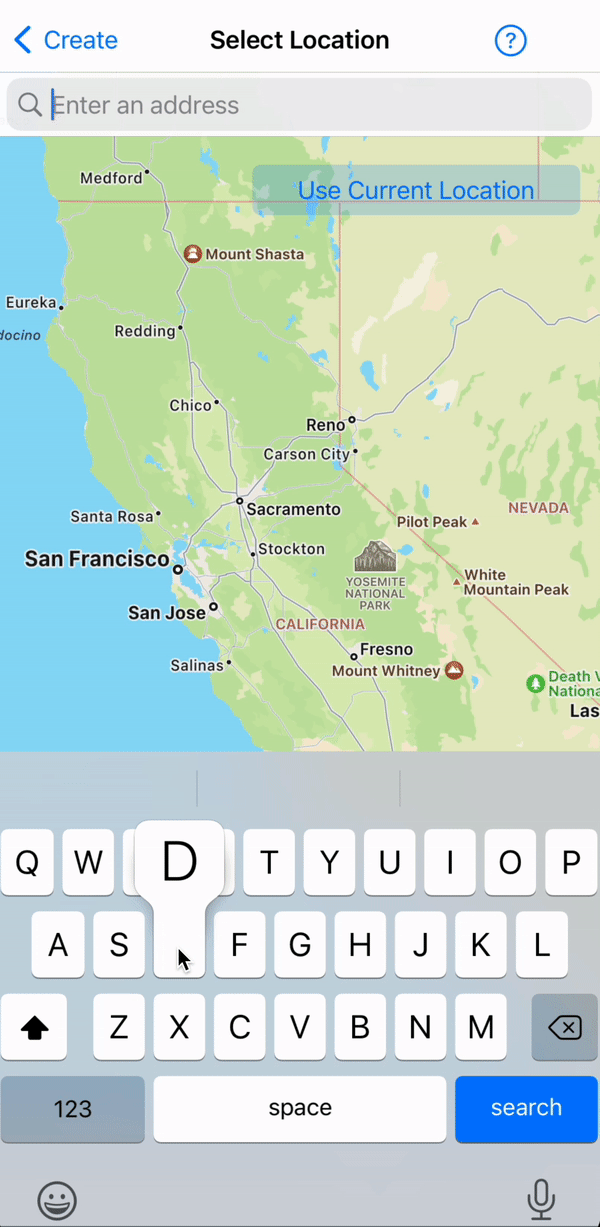 Create
Select Location
?
Enter an address
Medford
Use Current Location
Mount Shasta
Eureka
docino
Redding
Chico
Reno
Carson City
Sacramento
Santa Rosa
Pilot Peak
NEVADA
San Francisco
Stockton
YOSEMITE
NATIONAL
PARK
White
Mountain Peak
San Jose
CALIFORNIA
Fresno
Salinas
Mount Whitney
Death V
Nationa
Las
Q W D T Y U I O P
A S F G H J K L
Z X C V B N M
123 space search